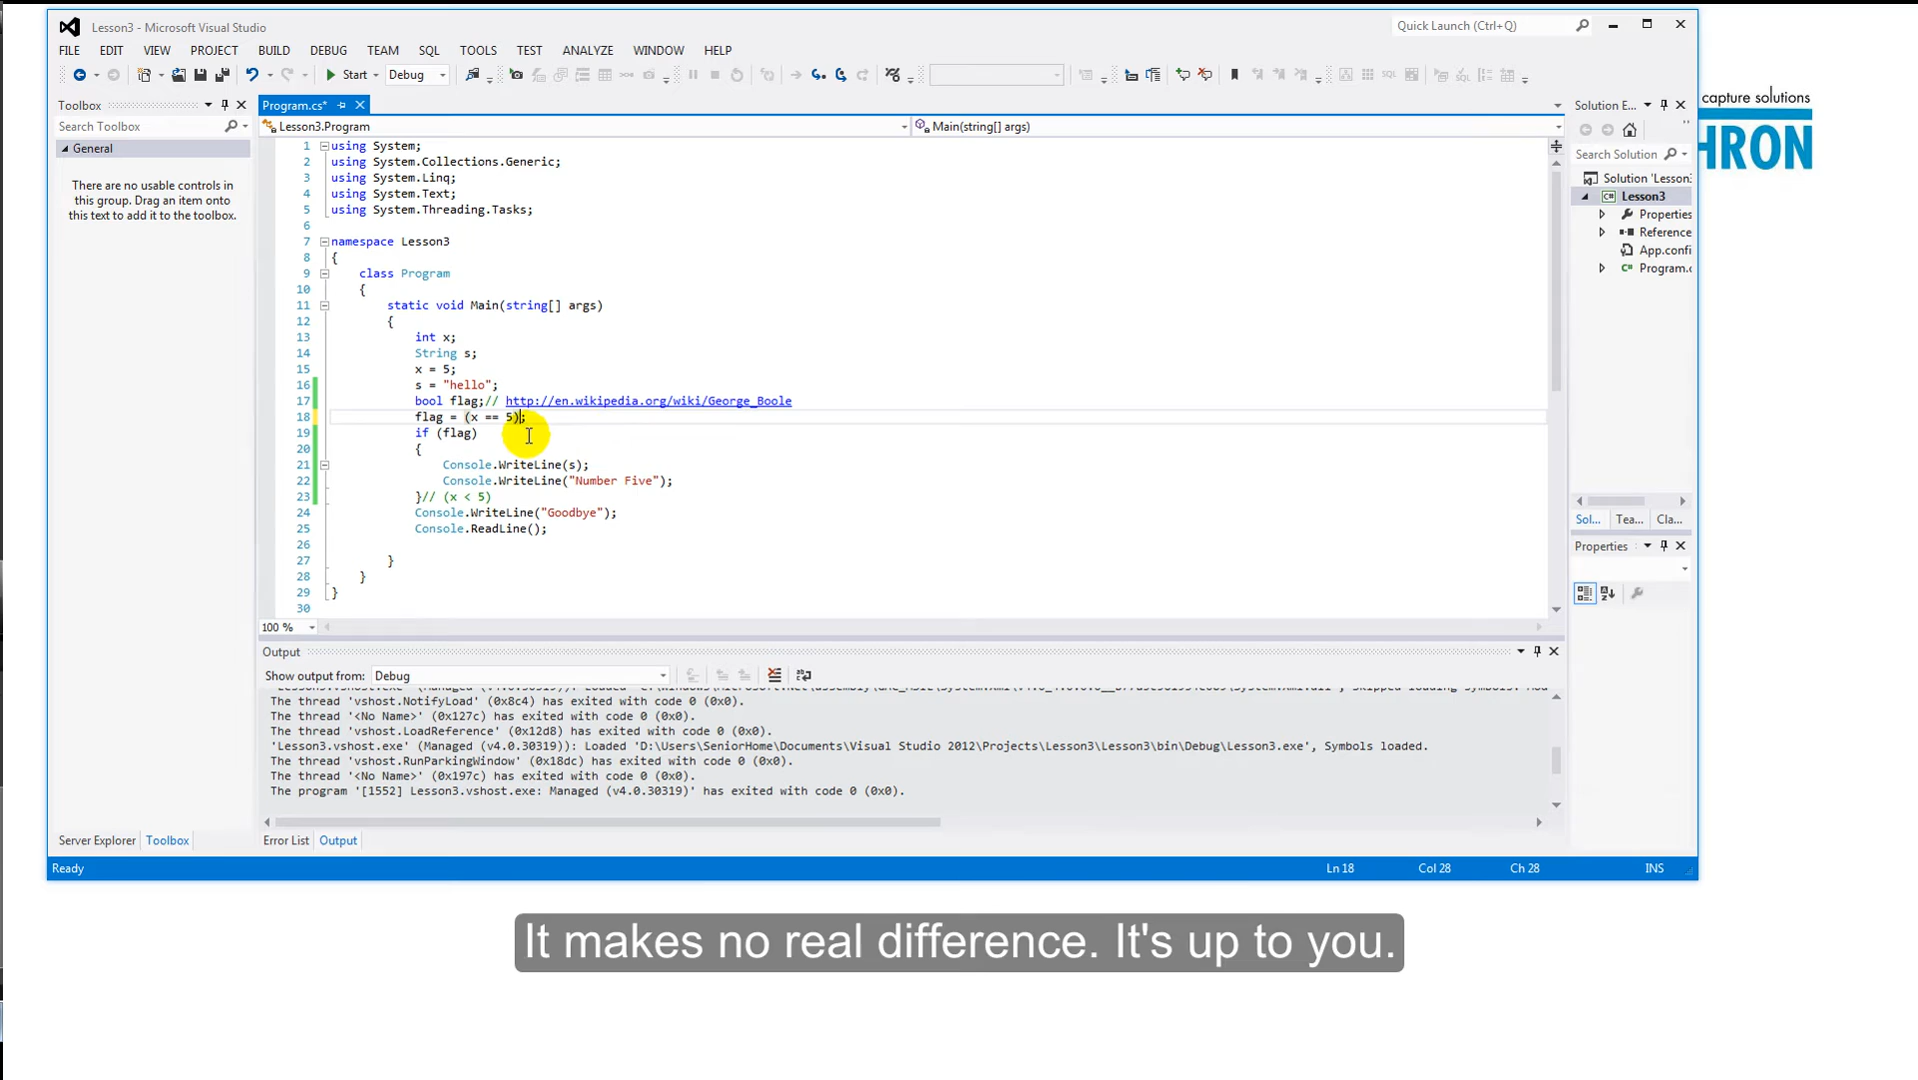 Lesson3 - Microsoft Visual Studio
Quick Launch (Ctrl+Q)
FILE EDIT VIEW PROJECT BUILD DEBUG TEAM SQL TOOLS TEST ANALYZE WINDOW HELP
Start Debug
Toolbox
Search Toolbox
General
There are no usable controls in
this group. Drag an item onto
this text to add it to the toolbox.
Server Explorer Toolbox
Program.cs*
Lesson3.Program Main(string[] args)
1 using System;
2 using System.Collections.Generic;
3 using System.Linq;
4 using System.Text;
5 using System.Threading.Tasks;
6
7 namespace Lesson3
8 {
9 class Program
10 {
11 static void Main(string[] args)
12 {
13 int x;
14 String s;
15 x = 5;
16 s = "hello";
17 bool flag;// http://en.wikipedia.org/wiki/George_Boole
18 flag = (x == 5);
19 if (flag)
20 {
21 Console.WriteLine(s);
22 Console.WriteLine("Number Five");
23 }// (x < 5)
24 Console.WriteLine("Goodbye");
25 Console.ReadLine();
26
27 }
28 }
29 }
30
100 %
Output
Show output from: Debug
The thread 'vshost.NotifyLoad' (0x8c4) has exited with code 0 (0x0).
The thread '<No Name>' (0x127c) has exited with code 0 (0x0).
The thread 'vshost.LoadReference' (0x12d8) has exited with code 0 (0x0).
'Lesson3.vshost.exe' (Managed (v4.0.30319)): Loaded 'D:\Users\SeniorHome\Documents\Visual Studio 2012\Projects\Lesson3\Lesson3\bin\Debug\Lesson3.exe', Symbols loaded.
The thread 'vshost.RunParkingWindow' (0x18dc) has exited with code 0 (0x0).
The thread '<No Name>' (0x197c) has exited with code 0 (0x0).
The program '[1552] Lesson3.vshost.exe: Managed (v4.0.30319)' has exited with code 0 (0x0).
Error List Output
Solution E...
Search Solution
Solution 'Lesson3
Lesson3
Properties
Reference
App.confi
Program.c
Sol... Tea... Cla...
Properties
Ready Ln 18 Col 28 Ch 28 INS
capture solutions
HRON
It makes no real difference. It's up to you.